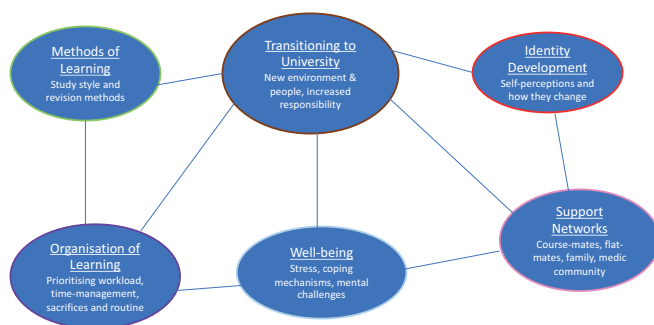 Methods of
Learning
Study style and
revision methods
Transitioning to
University
New environment &
people, increased
responsibility
Identity
Development
Self-perceptions and
how they change
Organisation of
Learning
Prioritising workload,
time-management,
sacrifices and routine
Well-being
Stress, coping
mechanisms, mental
challenges
Support
Networks
Course-mates, flat-
mates, family, medic
community